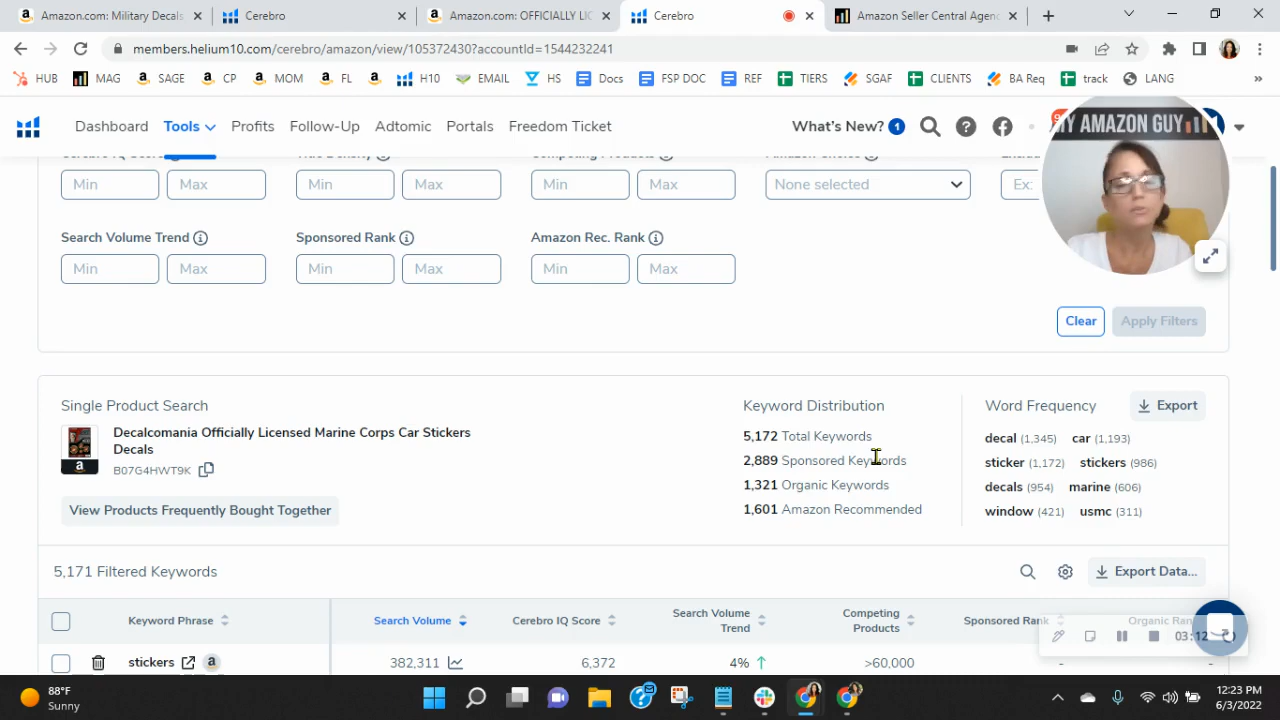 Amazon.com: Military Decals
Cerebro
Amazon.com: OFFICIALLY LIC
Cerebro
Amazon Seller Central Agenc
members.helium10.com/cerebro/amazon/view/105372430?accountId=1544232241
HUB MAG SAGE CP MOM FL H10 EMAIL HS Docs FSP DOC REF TIERS SGAF CLIENTS BA Req track LANG
Dashboard Tools Profits Follow-Up Adtomic Portals Freedom Ticket What's New? 1
MY AMAZON GUY
Min Max Min Max Min Max None selected Ex:
Search Volume Trend Sponsored Rank Amazon Rec. Rank
Min Max Min Max Min Max
Clear Apply Filters
Single Product Search
Decalcomania Officially Licensed Marine Corps Car Stickers
Decals
B07G4HWT9K
View Products Frequently Bought Together
Keyword Distribution
5,172 Total Keywords
2,889 Sponsored Keywords
1,321 Organic Keywords
1,601 Amazon Recommended
Word Frequency Export
decal (1,345) car (1,193)
sticker (1,172) stickers (986)
decals (954) marine (606)
window (421) usmc (311)
5,171 Filtered Keywords
Export Data...
Keyword Phrase Search Volume Cerebro IQ Score Search Volume Trend Competing Products Sponsored Rank Organic Ran
stickers 382,311 6,372 4% >60,000 - -
03:12
88°F
Sunny
12:23 PM
6/3/2022